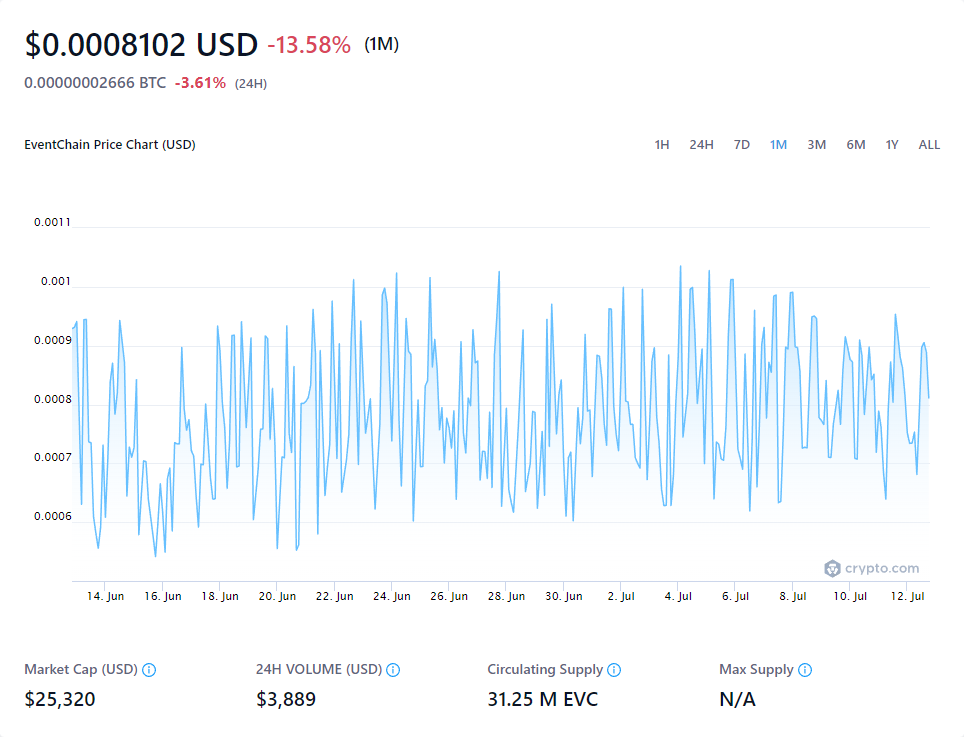 $0.0008102 USD -13.58% (1M)
0.00000002666 BTC -3.61% (24H)
EventChain Price Chart (USD) 1H 24H 7D 1M 3M 6M 1Y ALL
0.0011
0.001
0.0009
0.0008
0.0007
0.0006
crypto.com
14. Jun 16. Jun 18. Jun 20. Jun 22. Jun 24. Jun 26. Jun 28. Jun 30. Jun 2. Jul 4. Jul 6. Jul 8. Jul 10. Jul 12. Jul
Market Cap (USD) 24H VOLUME (USD) Circulating Supply Max Supply
$25,320 $3,889 31.25 M EVC N/A